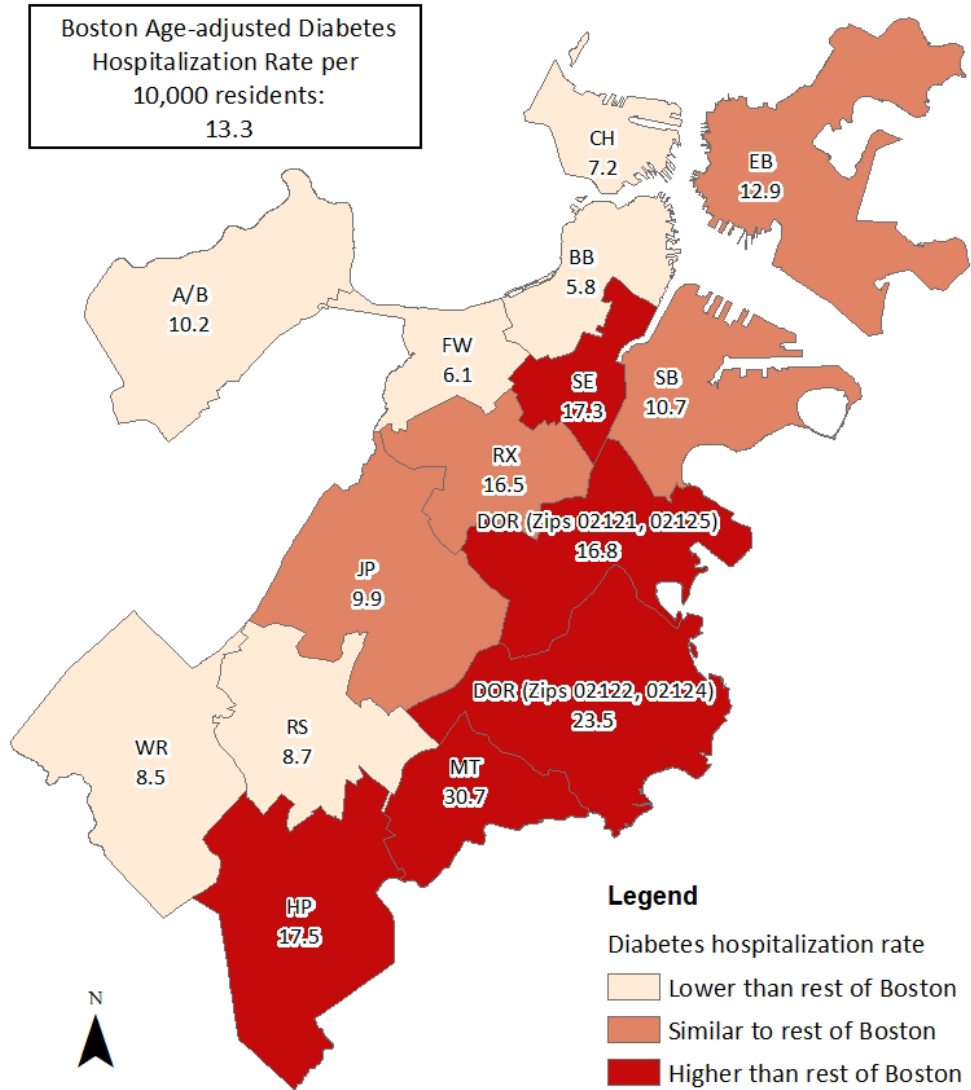 Boston Age-adjusted Diabetes
Hospitalization Rate per
10,000 residents:
13.3
CH
7.2
EB
12.9
BB
5.8
A/B
10.2
FW
6.1
SE
17.3
SB
10.7
RX
16.5
DOR (Zips 02121, 02125)
16.8
JP
9.9
DOR (Zips 02122, 02124)
23.5
RS
8.7
WR
8.5
MT
30.7
HP
17.5
N
Legend
Diabetes hospitalization rate
Lower than rest of Boston
Similar to rest of Boston
Higher than rest of Boston